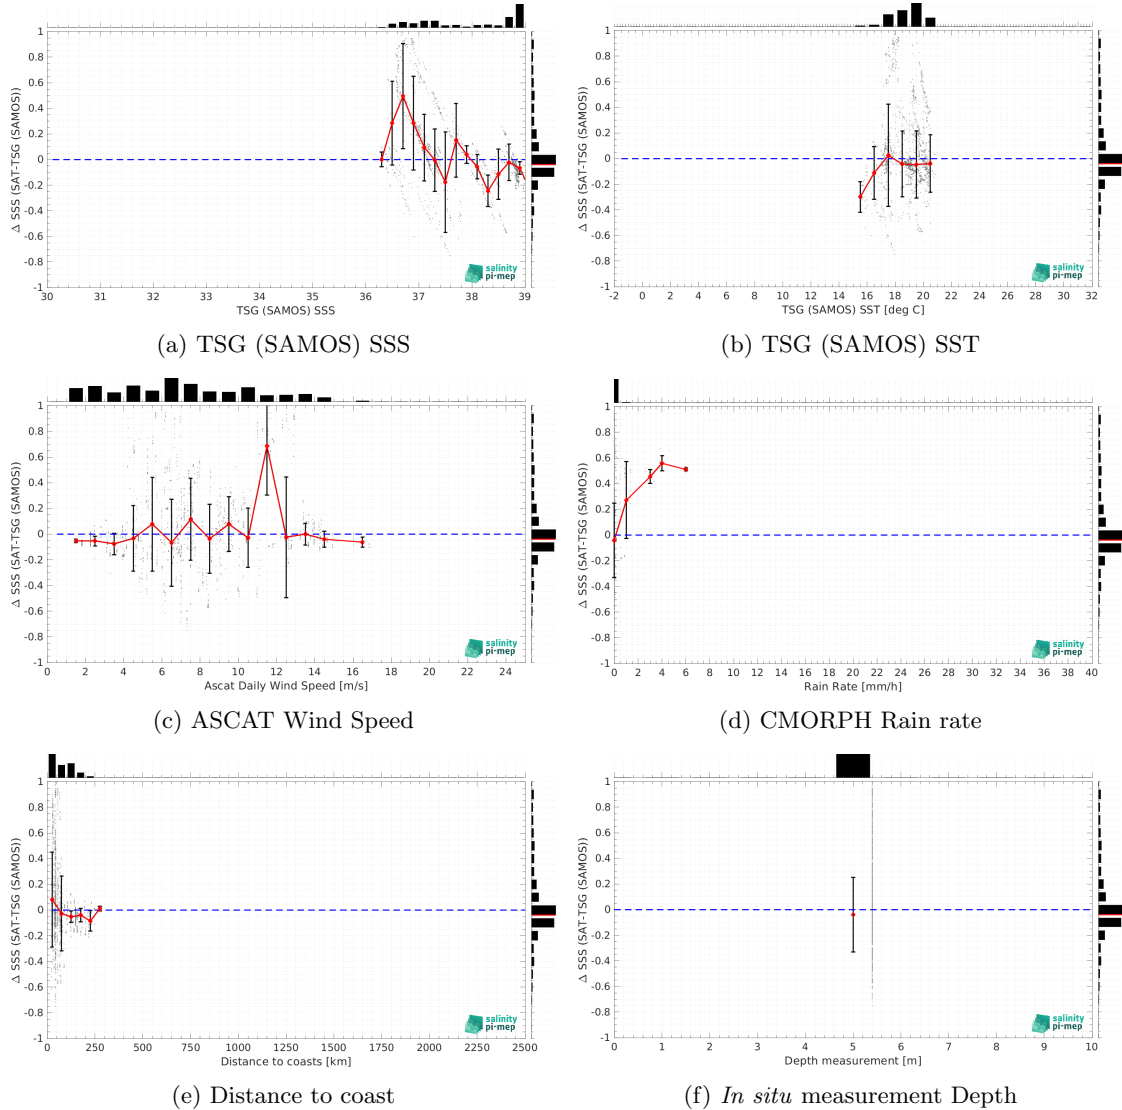 1
0.8
0.6
0.4
0.2
0
-0.2
-0.4
-0.6
-0.8
-1
Δ SSS (SAT-TSG (SAMOS))
30 31 32 33 34 35 36 37 38 39
TSG (SAMOS) SSS
salinity
pi-mep
(a) TSG (SAMOS) SSS
1
0.8
0.6
0.4
0.2
0
-0.2
-0.4
-0.6
-0.8
-1
Δ SSS (SAT-TSG (SAMOS))
-2 0 2 4 6 8 10 12 14 16 18 20 22 24 26 28 30 32
TSG (SAMOS) SST [deg C]
salinity
pi-mep
(b) TSG (SAMOS) SST
1
0.8
0.6
0.4
0.2
0
-0.2
-0.4
-0.6
-0.8
-1
Δ SSS (SAT-TSG (SAMOS))
0 2 4 6 8 10 12 14 16 18 20 22 24
Ascat Daily Wind Speed [m/s]
salinity
pi-mep
(c) ASCAT Wind Speed
1
0.8
0.6
0.4
0.2
0
-0.2
-0.4
-0.6
-0.8
-1
Δ SSS (SAT-TSG (SAMOS))
0 2 4 6 8 10 12 14 16 18 20 22 24 26 28 30 32 34 36 38 40
Rain Rate [mm/h]
salinity
pi-mep
(d) CMORPH Rain rate
1
0.8
0.6
0.4
0.2
0
-0.2
-0.4
-0.6
-0.8
-1
Δ SSS (SAT-TSG (SAMOS))
0 250 500 750 1000 1250 1500 1750 2000 2250 2500
Distance to coasts [km]
salinity
pi-mep
(e) Distance to coast
1
0.8
0.6
0.4
0.2
0
-0.2
-0.4
-0.6
-0.8
-1
Δ SSS (SAT-TSG (SAMOS))
0 1 2 3 4 5 6 7 8 9 10
Depth measurement [m]
salinity
pi-mep
(f) In situ measurement Depth